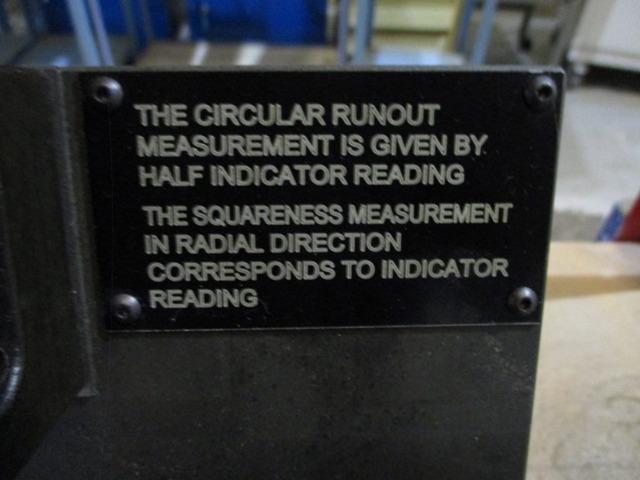 THE CIRCULAR RUNOUT
MEASUREMENT IS GIVEN BY
HALF INDICATOR READING
THE SQUARENESS MEASUREMENT
IN RADIAL DIRECTION
CORRESPONDS TO INDICATOR
READING